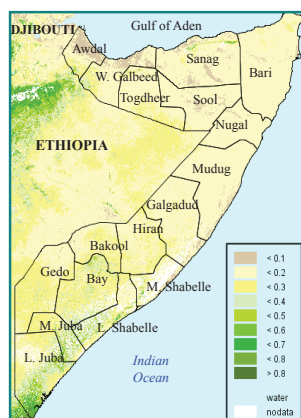 Gulf of Aden
DJIBOUTI
Awdal
Sanag
W. Galbeed
Bari
Togdheer
Sool
Nugal
ETHIOPIA
Mudug
Galgadud
Hiran
Bakool
Gedo
Bay
M. Shabelle
M. Juba
L. Shabelle
L. Juba
Indian
Ocean
< 0.1
< 0.2
< 0.3
< 0.4
< 0.5
< 0.6
< 0.7
< 0.8
> 0.8
water
nodata